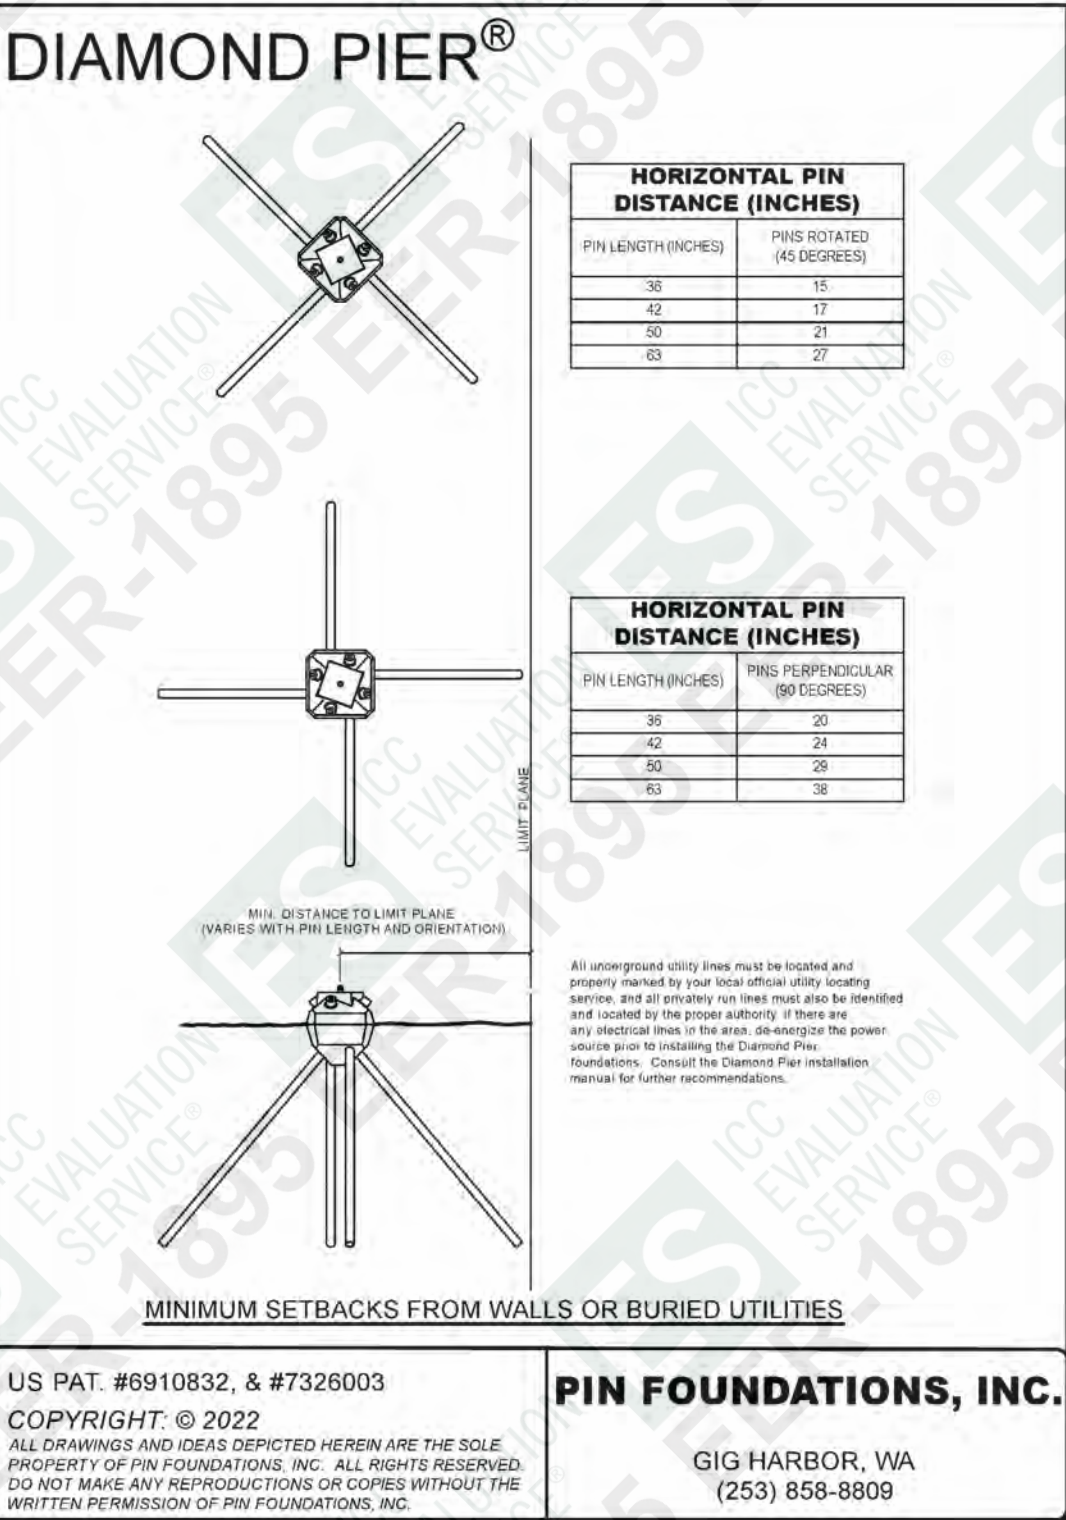 DIAMOND PIER®
HORIZONTAL PIN
DISTANCE (INCHES)
PIN LENGTH (INCHES)
PINS ROTATED
(45 DEGREES)
36 15
42 17
50 21
63 27
HORIZONTAL PIN
DISTANCE (INCHES)
PIN LENGTH (INCHES)
PINS PERPENDICULAR
(90 DEGREES)
36 20
42 24
50 29
63 38
LIMIT PLANE
MIN. DISTANCE TO LIMIT PLANE
(VARIES WITH PIN LENGTH AND ORIENTATION)
All underground utility lines must be located and
properly marked by your local official utility locating
service, and all privately run lines must also be identified
and located by the proper authority. If there are
any electrical lines in the area, de-energize the power
source prior to installing the Diamond Pier
foundations. Consult the Diamond Pier installation
manual for further recommendations.
MINIMUM SETBACKS FROM WALLS OR BURIED UTILITIES
US PAT. #6910832, & #7326003
COPYRIGHT: © 2022
ALL DRAWINGS AND IDEAS DEPICTED HEREIN ARE THE SOLE
PROPERTY OF PIN FOUNDATIONS, INC. ALL RIGHTS RESERVED.
DO NOT MAKE ANY REPRODUCTIONS OR COPIES WITHOUT THE
WRITTEN PERMISSION OF PIN FOUNDATIONS, INC.
PIN FOUNDATIONS, INC.
GIG HARBOR, WA
(253) 858-8809
ES
ICC
EVALUATION
SERVICE®
EER-1895